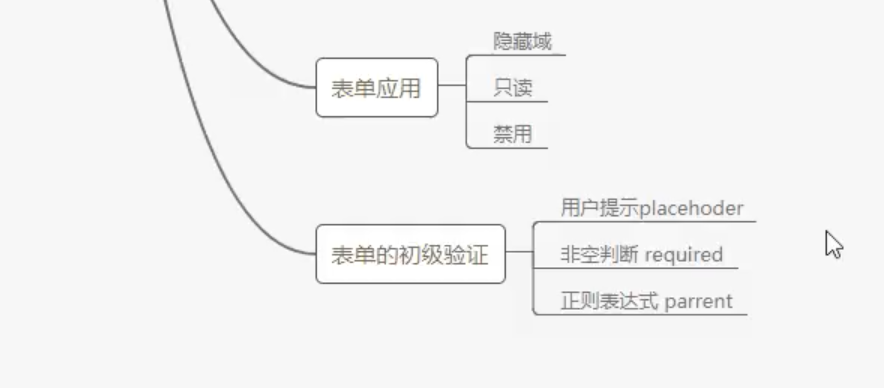 隐藏域
表单应用
只读
禁用
用户提示placehoder
表单的初级验证
非空判断 required
正则表达式 parrent